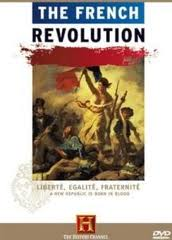 THE FRENCH
REVOLUTION
LIBERTÉ, EGALITÉ, FRATERNITÉ
A NEW REPUBLIC IS BORN IN BLOOD
H
THE HISTORY CHANNEL
DVD